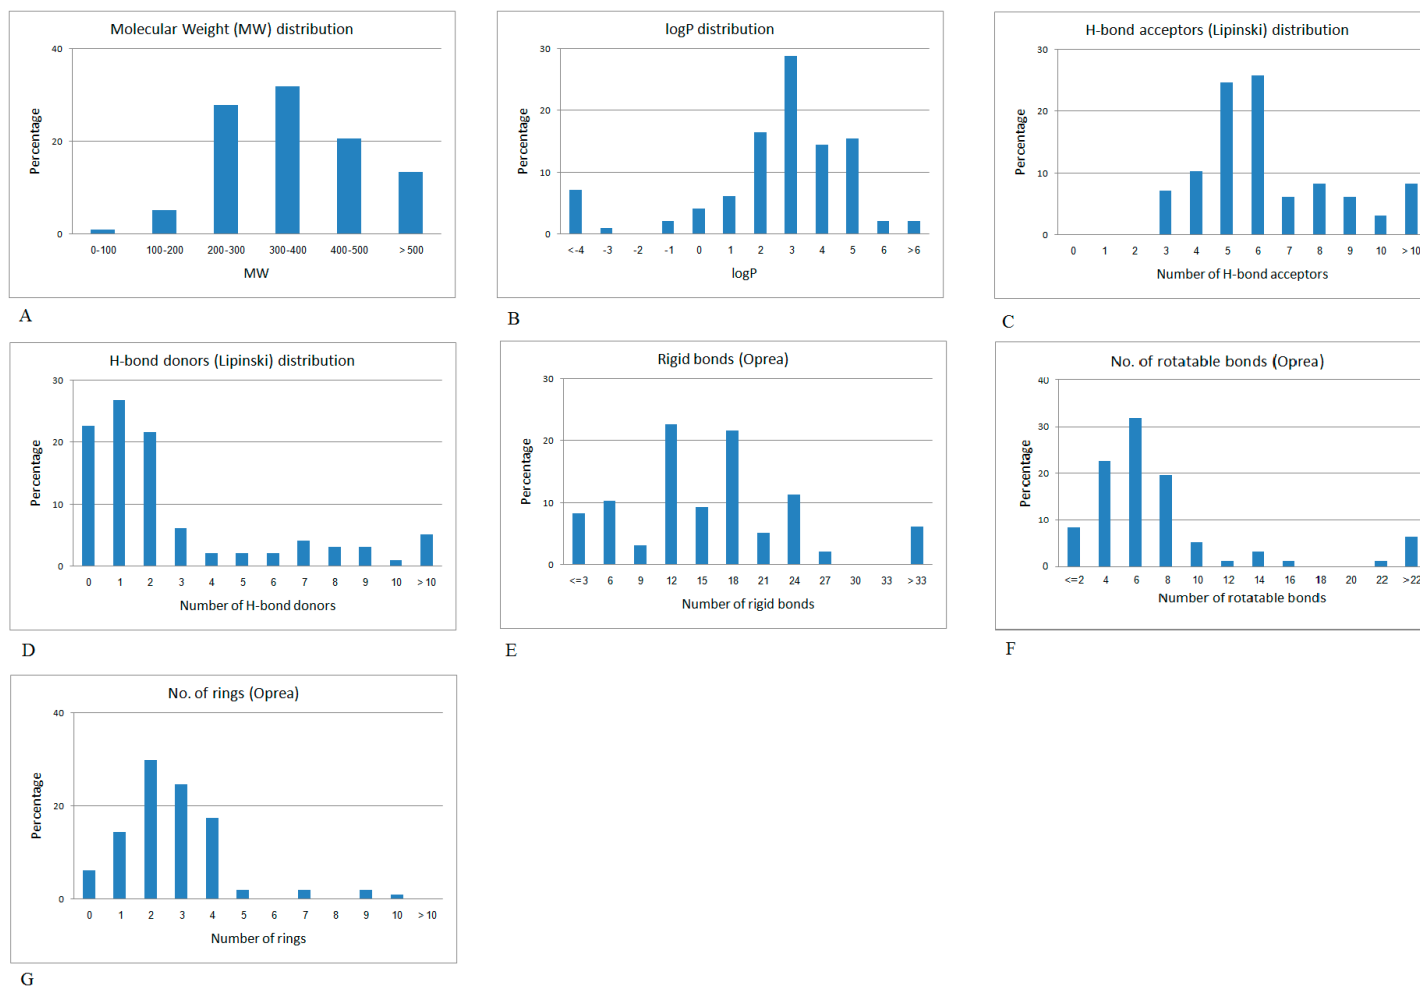 Molecular Weight (MW) distribution
40
20
0
Percentage
0-100 100-200 200-300 300-400 400-500 >500
MW
A
logP distribution
30
20
10
0
Percentage
<-4 -3 -2 -1 0 1 2 3 4 5 6 >6
logP
B
H-bond acceptors (Lipinski) distribution
30
20
10
0
Percentage
0 1 2 3 4 5 6 7 8 9 10 >10
Number of H-bond acceptors
C
H-bond donors (Lipinski) distribution
30
20
10
0
Percentage
0 1 2 3 4 5 6 7 8 9 10 >10
Number of H-bond donors
D
Rigid bonds (Oprea)
30
20
10
0
Percentage
<=3 6 9 12 15 18 21 24 27 30 33 >33
Number of rigid bonds
E
No. of rotatable bonds (Oprea)
40
30
20
10
0
Percentage
<=2 4 6 8 10 12 14 16 18 20 22 >22
Number of rotatable bonds
F
No. of rings (Oprea)
40
20
0
Percentage
0 1 2 3 4 5 6 7 8 9 10 >10
Number of rings
G